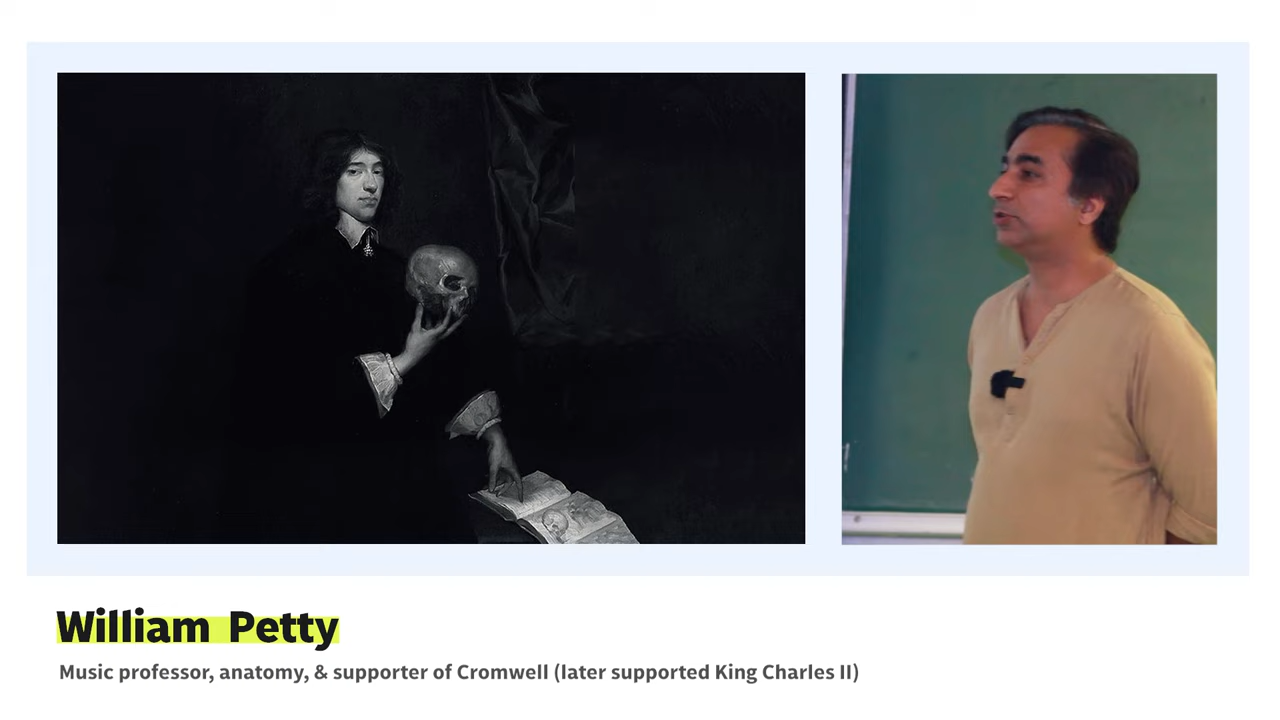 William Petty
Music professor, anatomy, & supporter of Cromwell (later supported King Charles II)